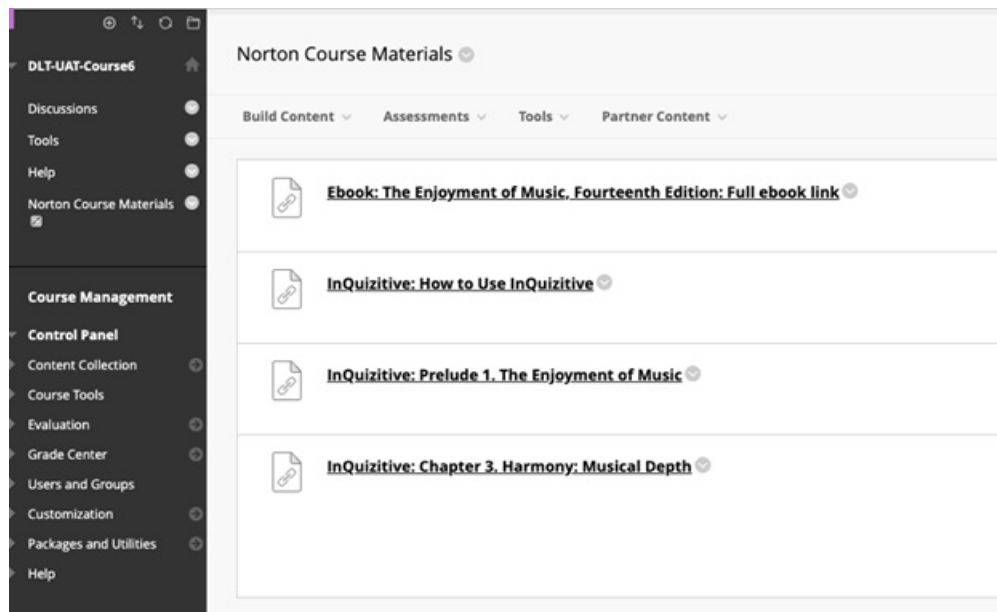 DLT-UAT-Course6
Discussions
Tools
Help
Norton Course Materials
Course Management
Control Panel
Content Collection
Course Tools
Evaluation
Grade Center
Users and Groups
Customization
Packages and Utilities
Help
Norton Course Materials
Build Content Assessments Tools Partner Content
Ebook: The Enjoyment of Music, Fourteenth Edition: Full ebook link
InQuizitive: How to Use InQuizitive
InQuizitive: Prelude 1. The Enjoyment of Music
InQuizitive: Chapter 3. Harmony: Musical Depth